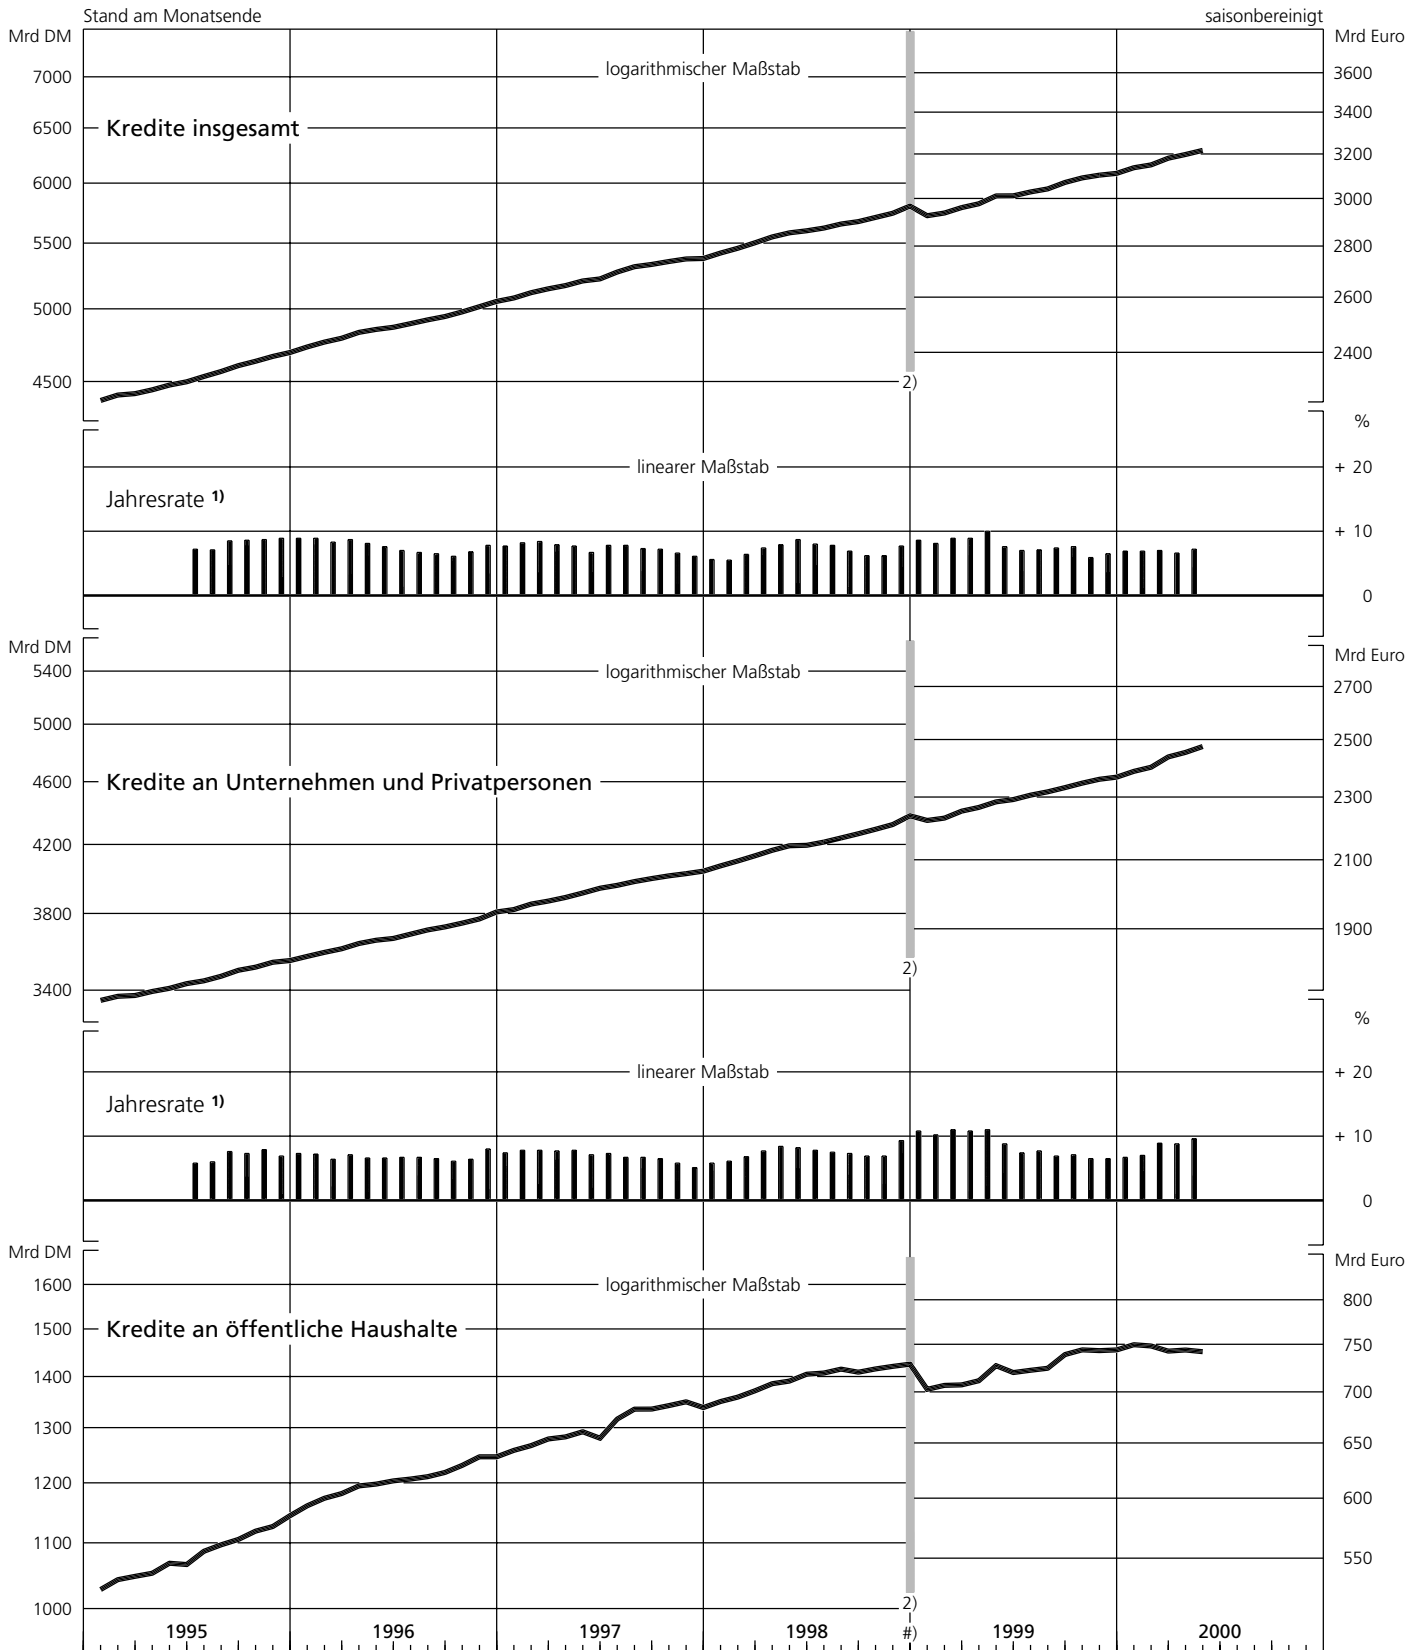 Stand am Monatsende saisonbereinigt
Mrd DM Mrd Euro
logarithmischer Maßstab
7000 3600
3400
6500 Kredite insgesamt
3200
6000
3000
5500 2800
5000 2600
2400
4500 2)
%
linearer Maßstab + 20
Jahresrate 1)
+ 10
0
Mrd DM Mrd Euro
5400 logarithmischer Maßstab
2700
5000
2500
4600 Kredite an Unternehmen und Privatpersonen
2300
4200
2100
3800
1900
2)
3400
%
linearer Maßstab + 20
Jahresrate 1)
+ 10
0
Mrd DM Mrd Euro
1600 logarithmischer Maßstab
800
1500 Kredite an öffentliche Haushalte
750
1400
700
1300
650
1200
600
1100
550
1000 2)
1995 1996 1997 1998 #) 1999 2000